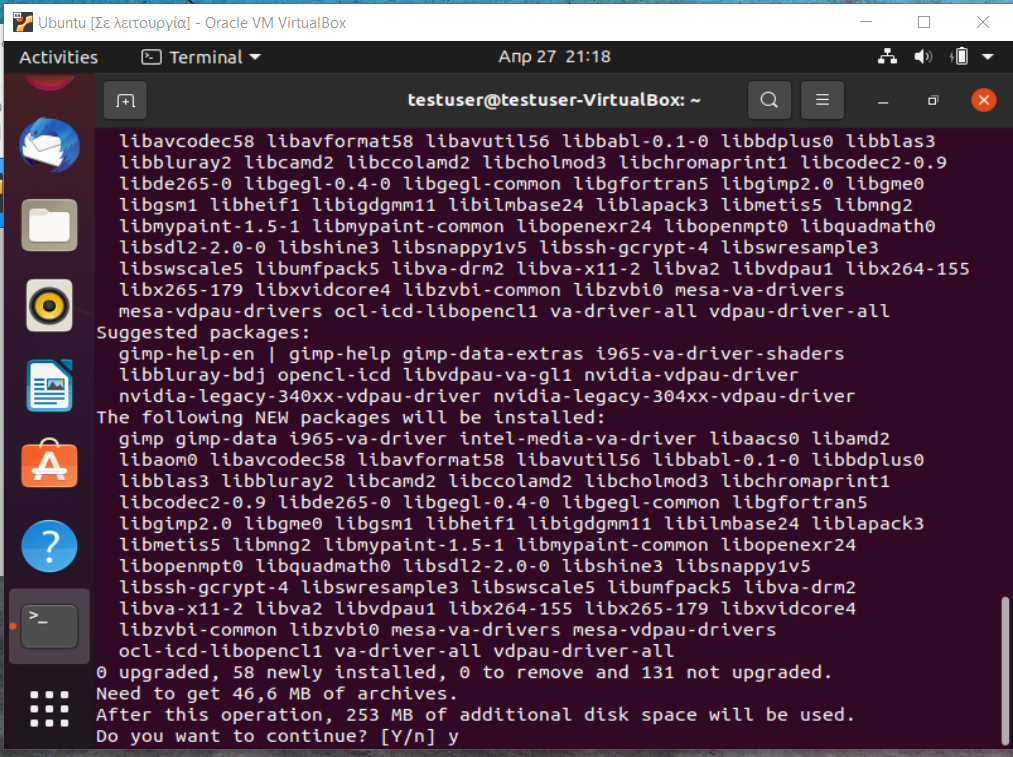 Ubuntu [Σε λειτουργία] - Oracle VM VirtualBox
Activities Terminal Απρ 27 21:18
testuser@testuser-VirtualBox: ~
libavcodec58 libavformat58 libavutil56 libbabl-0.1-0 libbdplus0 libblas3
libbluray2 libcamd2 libccolamd2 libcholmod3 libchromaprint1 libcodec2-0.9
libde265-0 libgegl-0.4-0 libgegl-common libgfortran5 libgimp2.0 libgme0
libgsm1 libheif1 libigdgmm11 libilmbase24 liblapack3 libmetis5 libmng2
libmypaint-1.5-1 libmypaint-common libopenexr24 libopenmpt0 libquadmath0
libsdl2-2.0-0 libshine3 libsnappy1v5 libssh-gcrypt-4 libswresample3
libswscale5 libumfpack5 libva-drm2 libva-x11-2 libva2 libvdpau1 libx264-155
libx265-179 libxvidcore4 libzvbi-common libzvbi0 mesa-va-drivers
mesa-vdpau-drivers ocl-icd-libopencl1 va-driver-all vdpau-driver-all
Suggested packages:
gimp-help-en | gimp-help gimp-data-extras i965-va-driver-shaders
libbluray-bdj opencl-icd libvdpau-va-gl1 nvidia-vdpau-driver
nvidia-legacy-340xx-vdpau-driver nvidia-legacy-304xx-vdpau-driver
The following NEW packages will be installed:
gimp gimp-data i965-va-driver intel-media-va-driver libaacs0 libamd2
libaom0 libavcodec58 libavformat58 libavutil56 libbabl-0.1-0 libbdplus0
libblas3 libbluray2 libcamd2 libccolamd2 libcholmod3 libchromaprint1
libcodec2-0.9 libde265-0 libgegl-0.4-0 libgegl-common libgfortran5
libgimp2.0 libgme0 libgsm1 libheif1 libigdgmm11 libilmbase24 liblapack3
libmetis5 libmng2 libmypaint-1.5-1 libmypaint-common libopenexr24
libopenmpt0 libquadmath0 libsdl2-2.0-0 libshine3 libsnappy1v5
libssh-gcrypt-4 libswresample3 libswscale5 libumfpack5 libva-drm2
libva-x11-2 libva2 libvdpau1 libx264-155 libx265-179 libxvidcore4
libzvbi-common libzvbi0 mesa-va-drivers mesa-vdpau-drivers
ocl-icd-libopencl1 va-driver-all vdpau-driver-all
0 upgraded, 58 newly installed, 0 to remove and 131 not upgraded.
Need to get 46,6 MB of archives.
After this operation, 253 MB of additional disk space will be used.
Do you want to continue? [Y/n] y